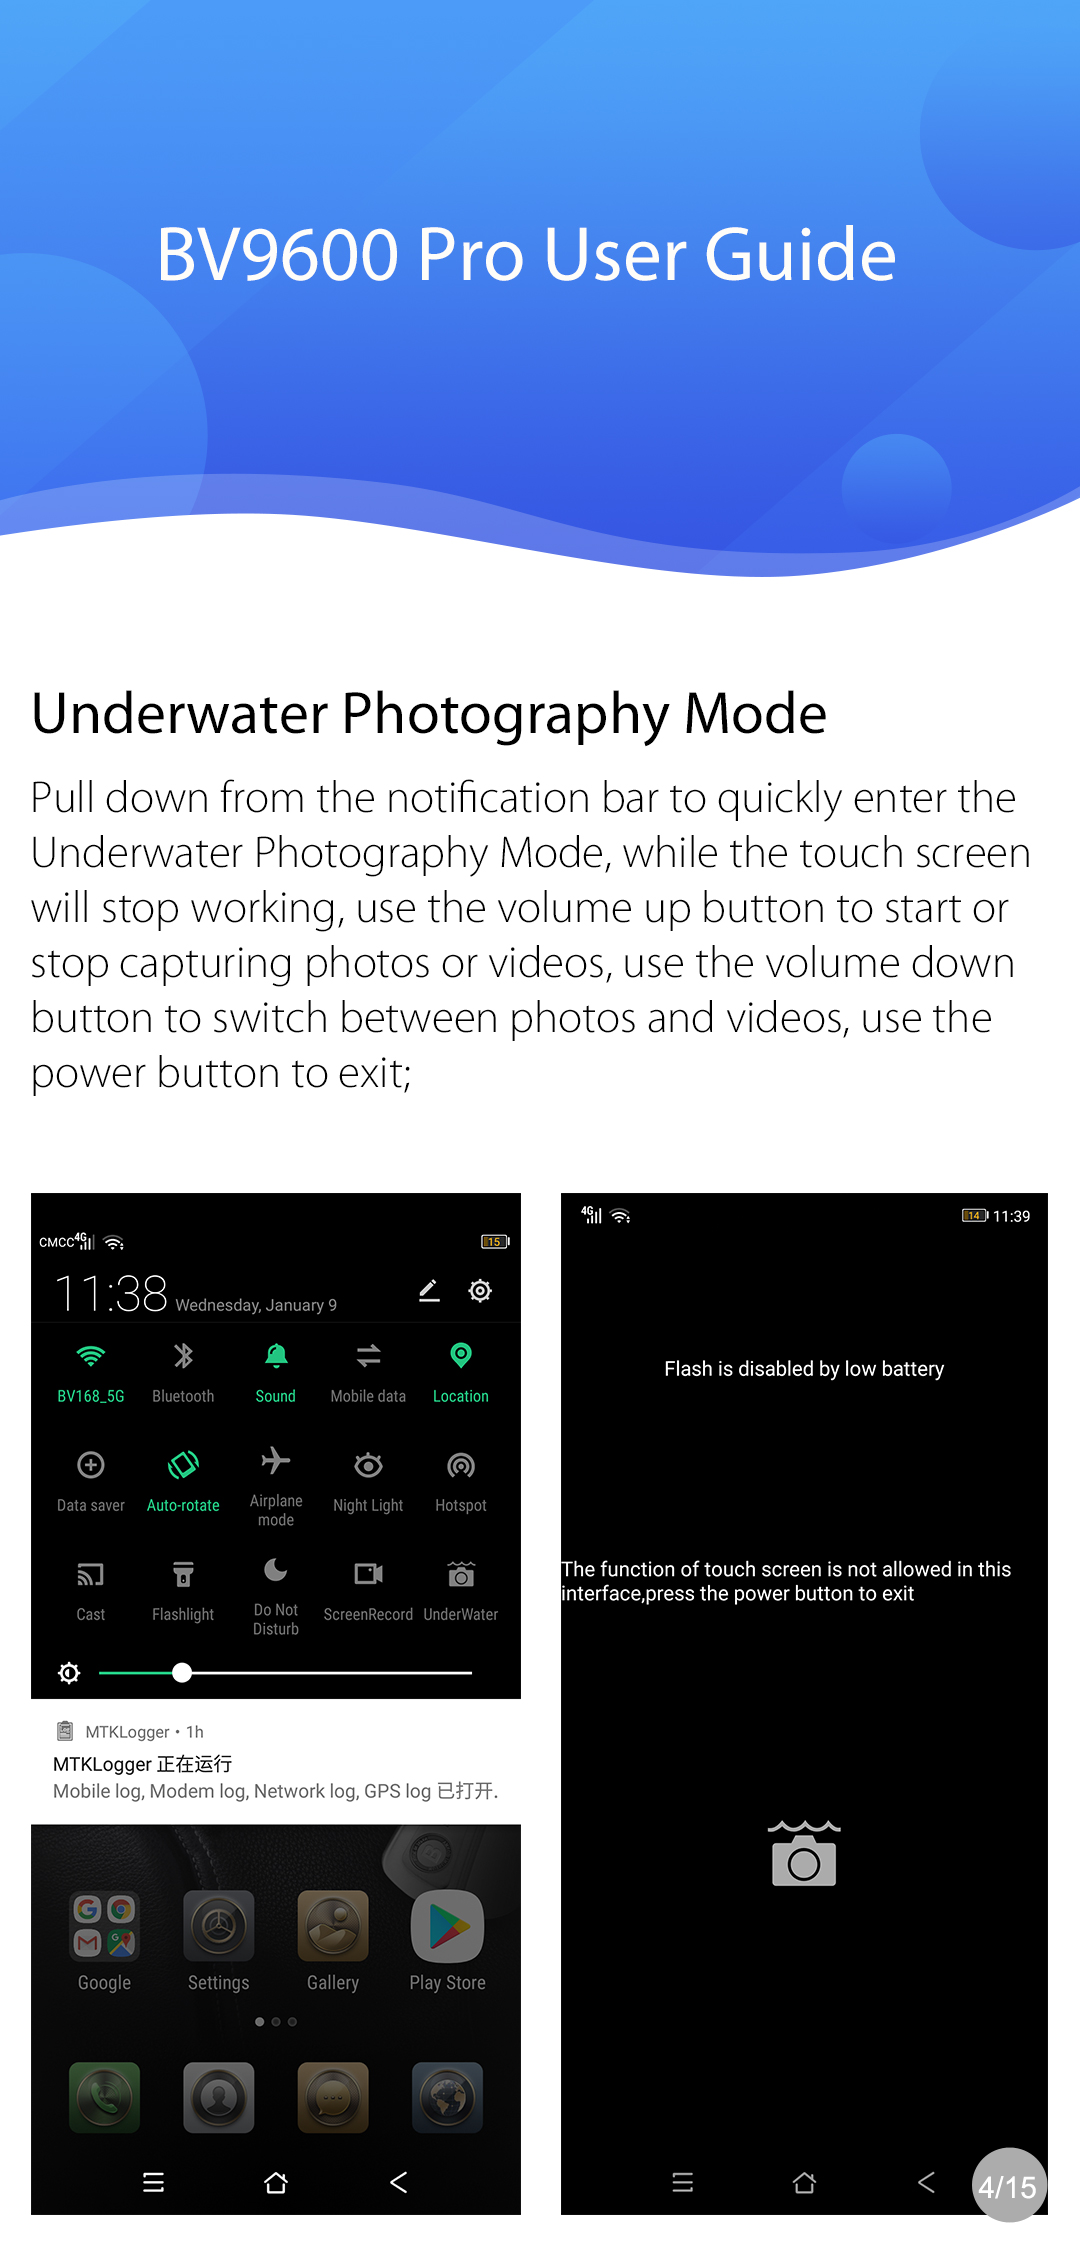 BV9600 Pro User Guide
Underwater Photography Mode
Pull down from the notification bar to quickly enter the
Underwater Photography Mode, while the touch screen
will stop working, use the volume up button to start or
stop capturing photos or videos, use the volume down
button to switch between photos and videos, use the
power button to exit;
CMCC 4G 15
11:38 Wednesday, January 9
BV168_5G Bluetooth Sound Mobile data Location
Data saver Auto-rotate Airplane mode Night Light Hotspot
Cast Flashlight Do Not Disturb ScreenRecord UnderWater
MTKLogger • 1h
MTKLogger 正在运行
Mobile log, Modem log, Network log, GPS log 已打开.
Google Settings Gallery Play Store
4G 14 11:39
Flash is disabled by low battery
The function of touch screen is not allowed in this
interface,press the power button to exit
4/15